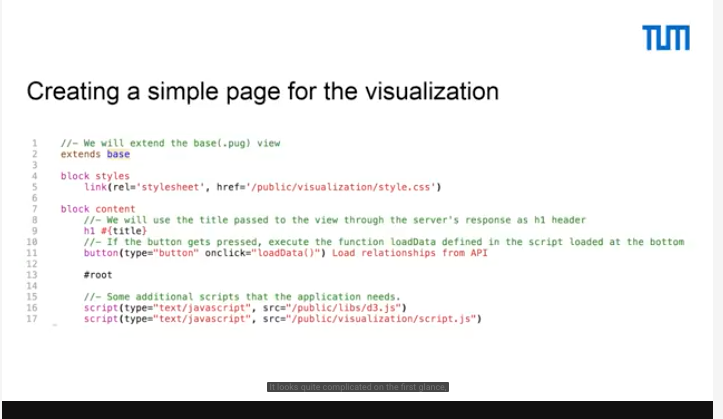 TUM
Creating a simple page for the visualization
1 //- We will extend the base(.pug) view
2 extends base
3
4 block styles
5 link(rel='stylesheet', href='/public/visualization/style.css')
6
7 block content
8 //- We will use the title passed to the view through the server's response as h1 header
9 h1 #{title}
10 //- If the button gets pressed, execute the function loadData defined in the script loaded at the bottom
11 button(type="button" onclick="loadData()") Load relationships from API
12
13 #root
14
15 //- Some additional scripts that the application needs.
16 script(type="text/javascript", src="/public/libs/d3.js")
17 script(type="text/javascript", src="/public/visualization/script.js")
It looks quite complicated on the first glance,